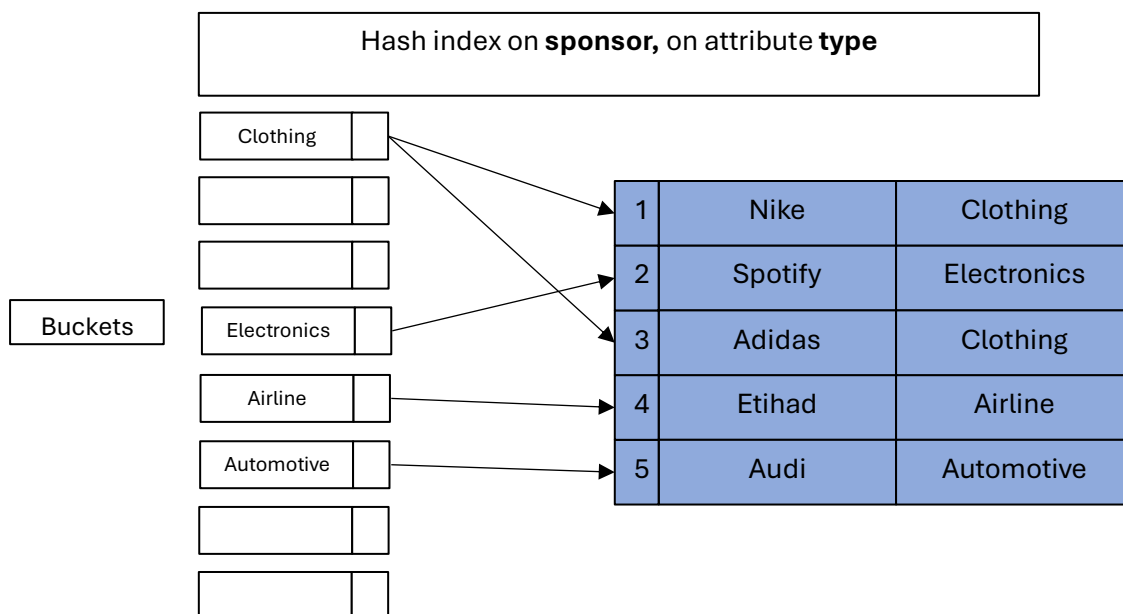 Hash index on sponsor, on attribute type
Clothing
1 Nike Clothing
2 Spotify Electronics
Buckets
Electronics
3 Adidas Clothing
Airline
4 Etihad Airline
Automotive
5 Audi Automotive